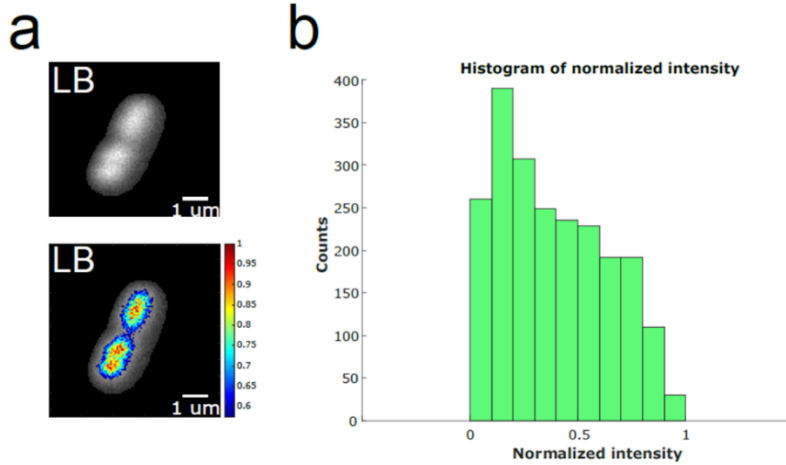 a
LB
1 um
LB
1 um
1
0.95
0.9
0.85
0.8
0.75
0.7
0.65
0.6
b
Histogram of normalized intensity
Counts
400
350
300
250
200
150
100
50
0
0
0.5
1
Normalized intensity